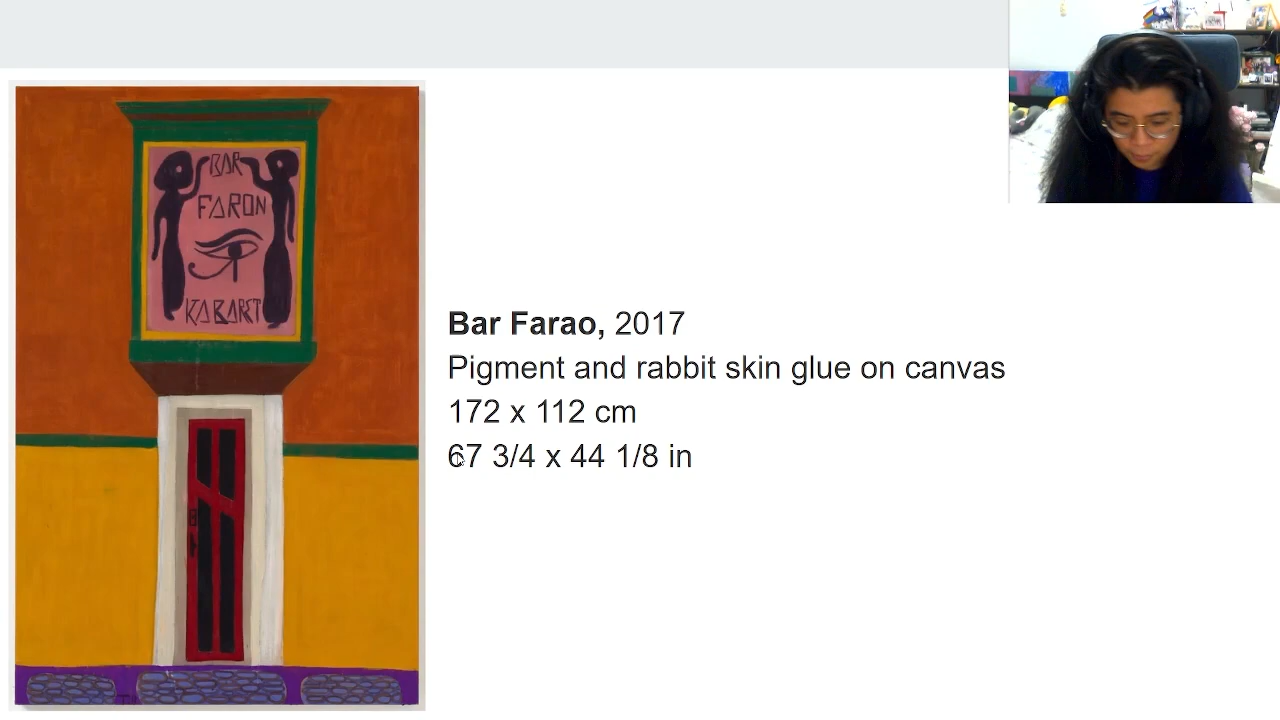 BAR
FARON
KABARET
Bar Farao, 2017
Pigment and rabbit skin glue on canvas
172 x 112 cm
67 3/4 x 44 1/8 in